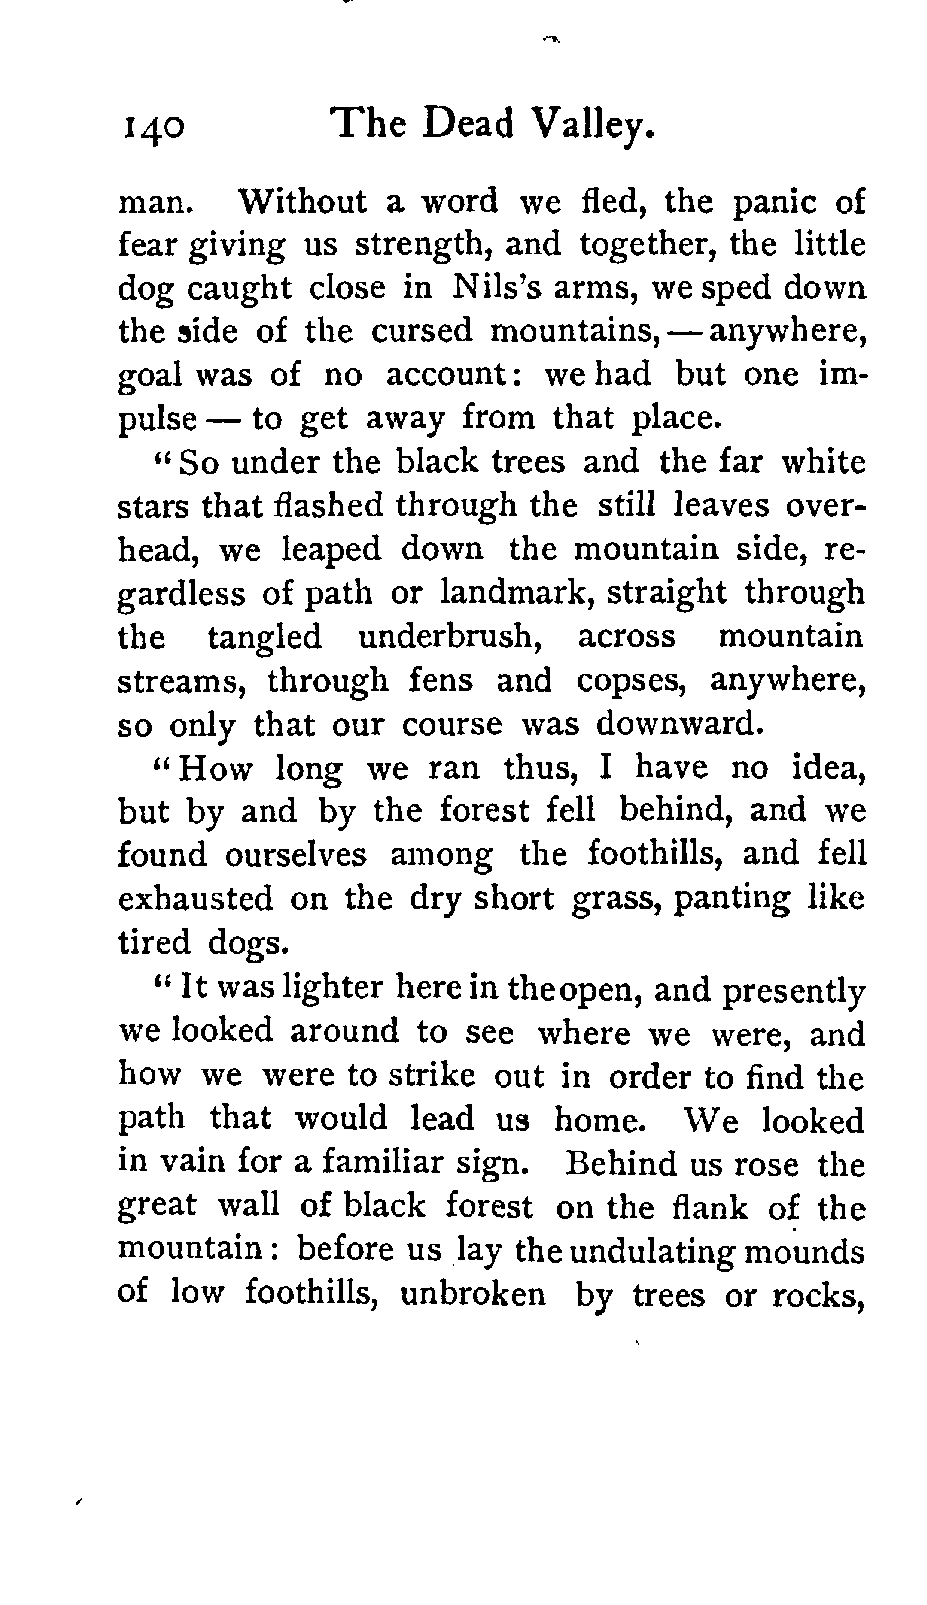 140 The Dead Valley.
man. Without a word we fled, the panic of
fear giving us strength, and together, the little
dog caught close in Nils's arms, we sped down
the side of the cursed mountains, — anywhere,
goal was of no account: we had but one im-
pulse — to get away from that place.
"So under the black trees and the far white
stars that flashed through the still leaves over-
head, we leaped down the mountain side, re-
gardless of path or landmark, straight through
the tangled underbrush, across mountain
streams, through fens and copses, anywhere,
so only that our course was downward.
"How long we ran thus, I have no idea,
but by and by the forest fell behind, and we
found ourselves among the foothills, and fell
exhausted on the dry short grass, panting like
tired dogs.
"It was lighter here in the open, and presently
we looked around to see where we were, and
how we were to strike out in order to find the
path that would lead us home. We looked
in vain for a familiar sign. Behind us rose the
great wall of black forest on the flank of the
mountain: before us lay the undulating mounds
of low foothills, unbroken by trees or rocks,